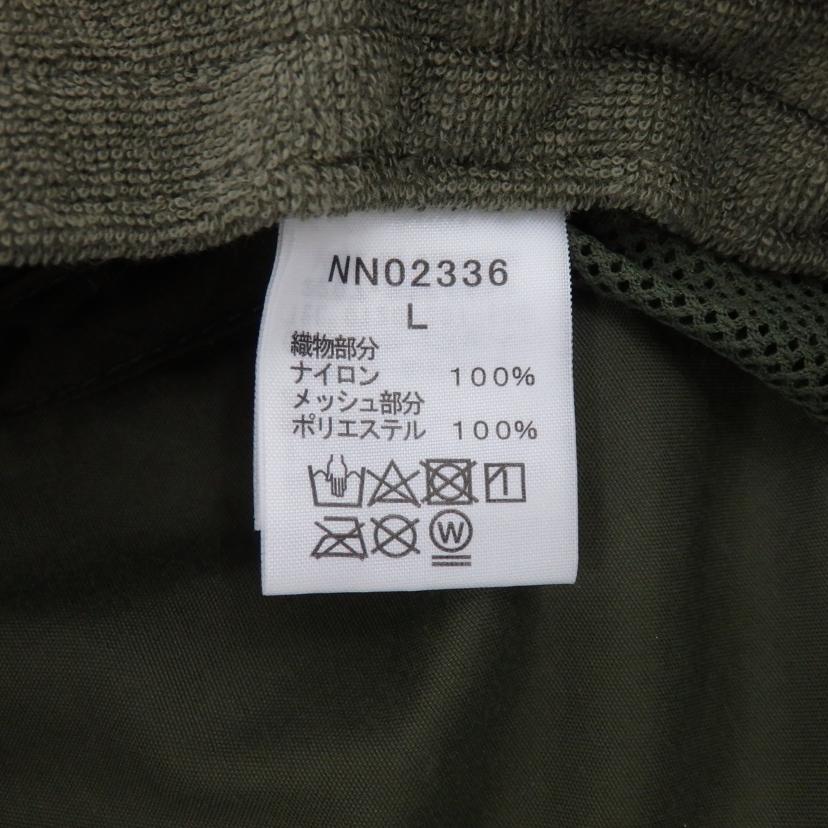 NN02336
L
織物部分
ナイロン 100%
メッシュ部分
ポリエステル 100%
W